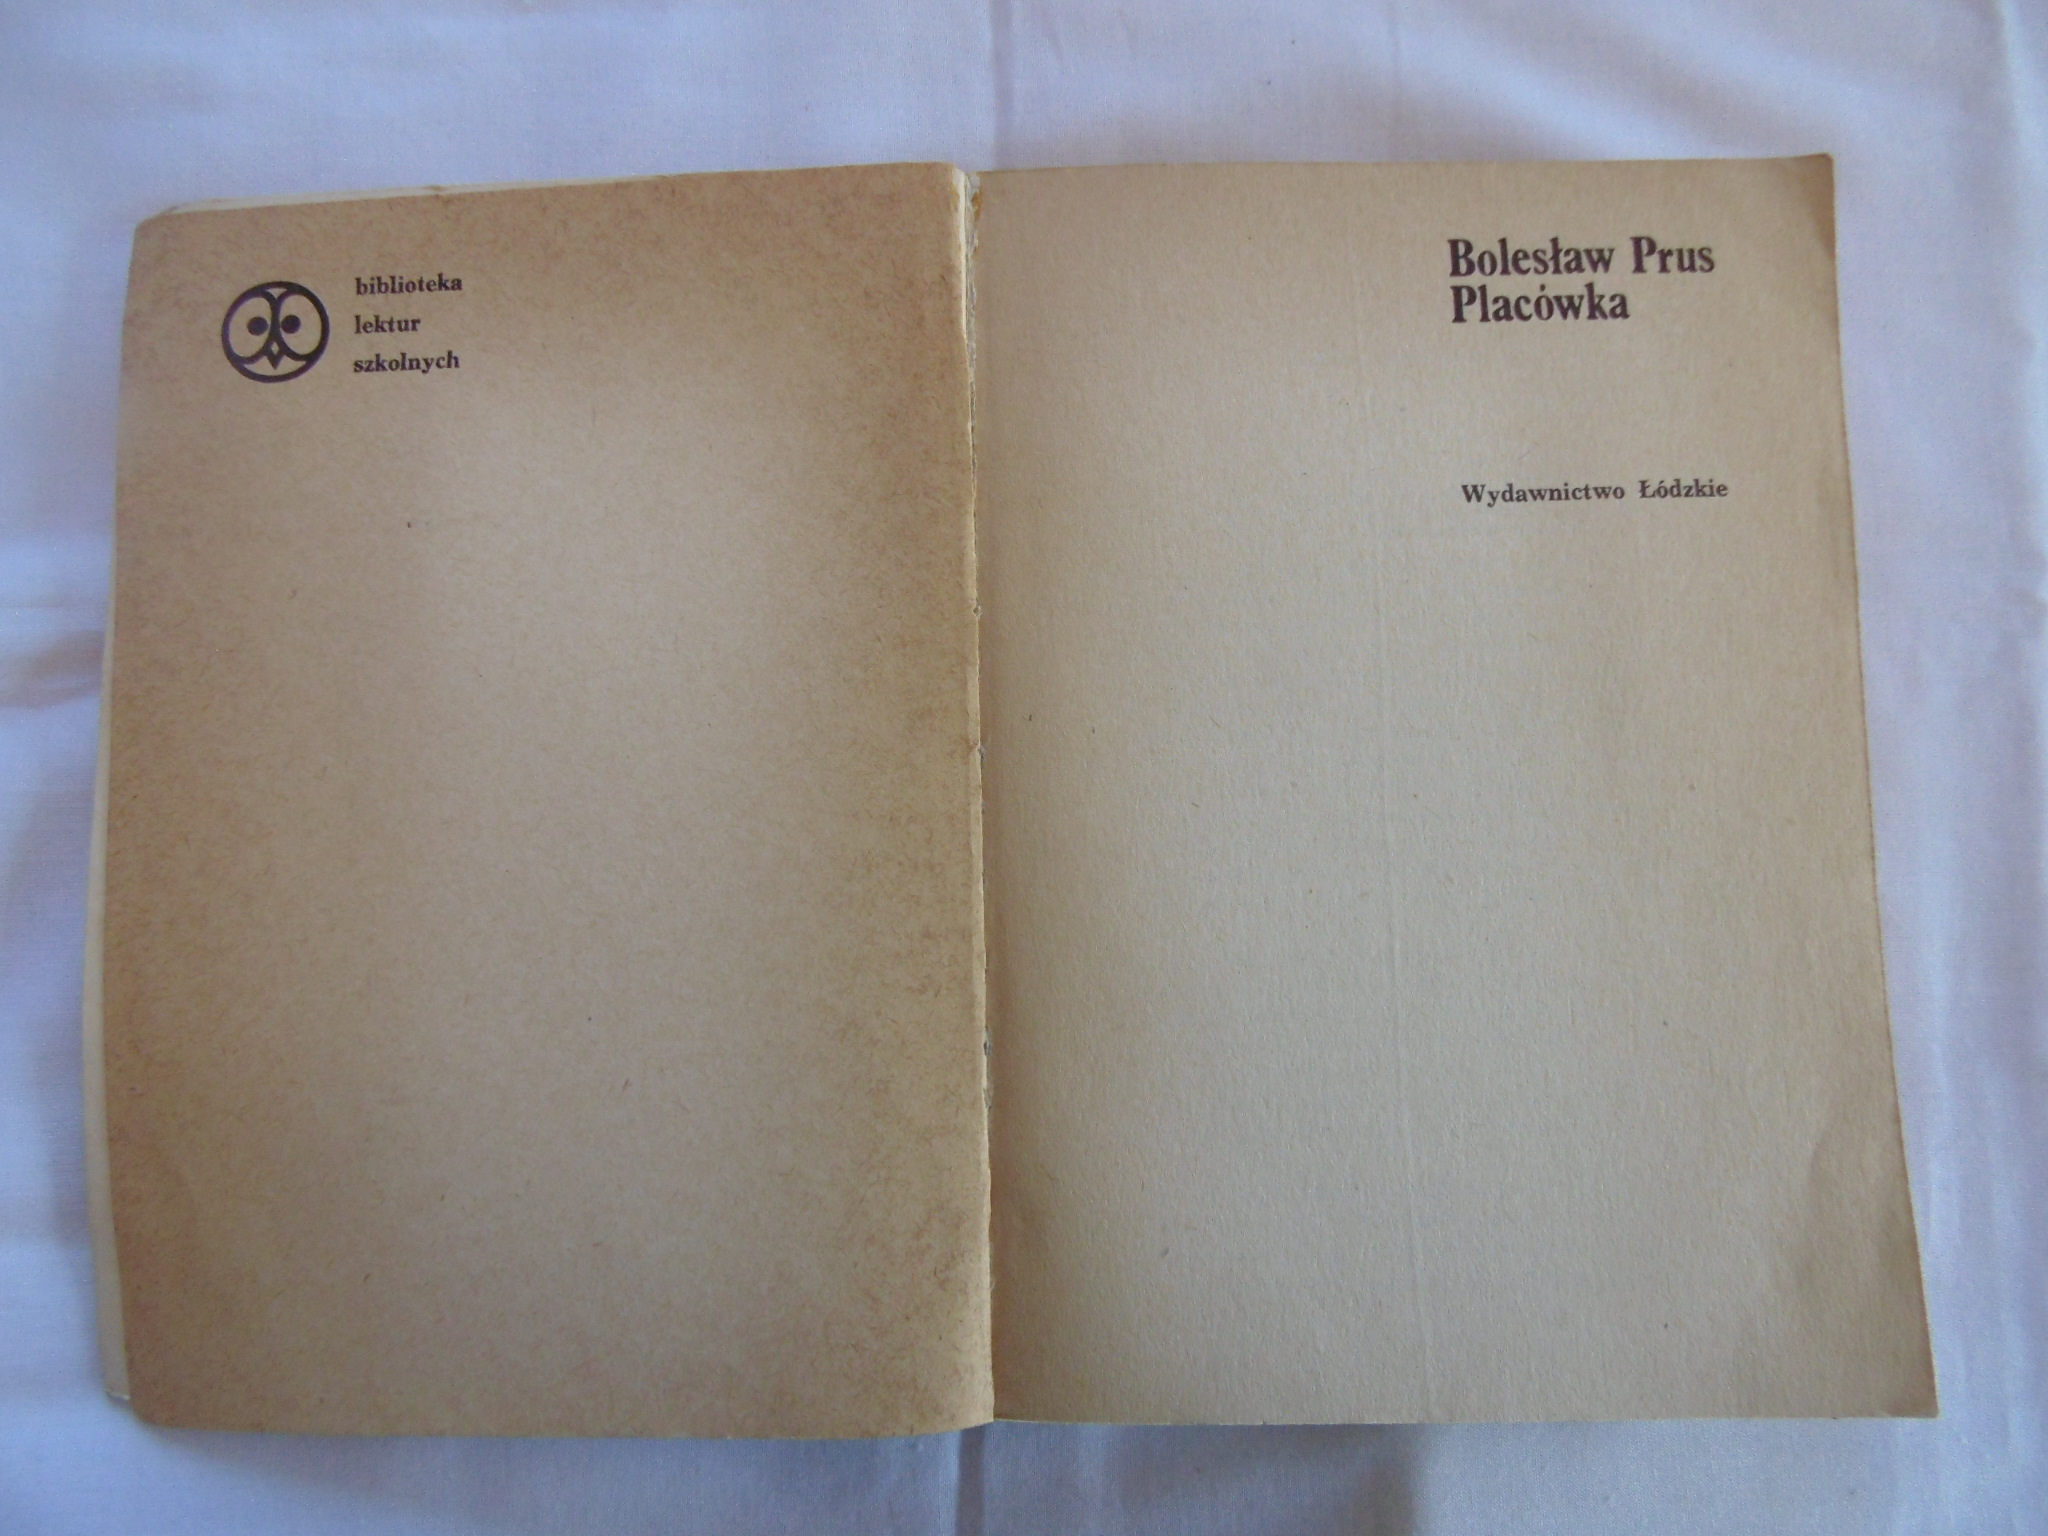 biblioteka
lektur
szkolnych
Bolesław Prus
Placówka
Wydawnictwo Łódzkie